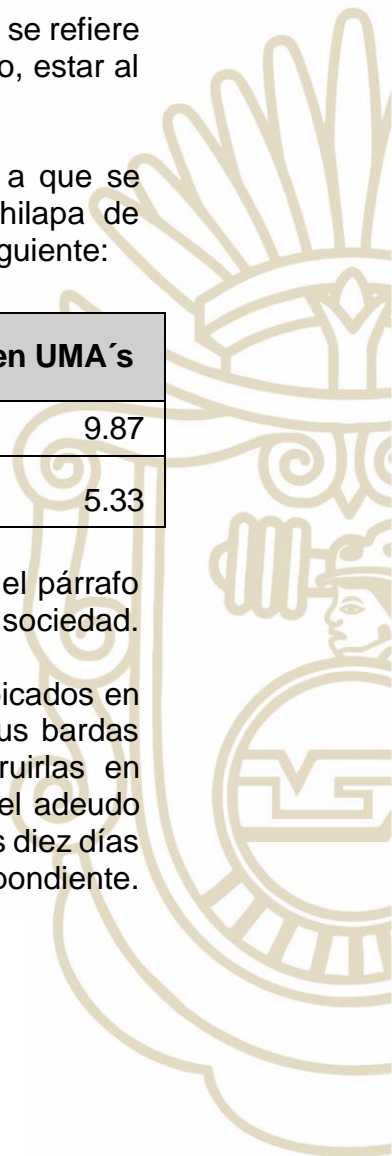 se refiere
o, estar al
a que se
hilapa de
guiente:
en UMA´s
9.87
5.33
el párrafo
sociedad.
bicados en
us bardas
ruirlas en
el adeudo
s diez días
pondiente.